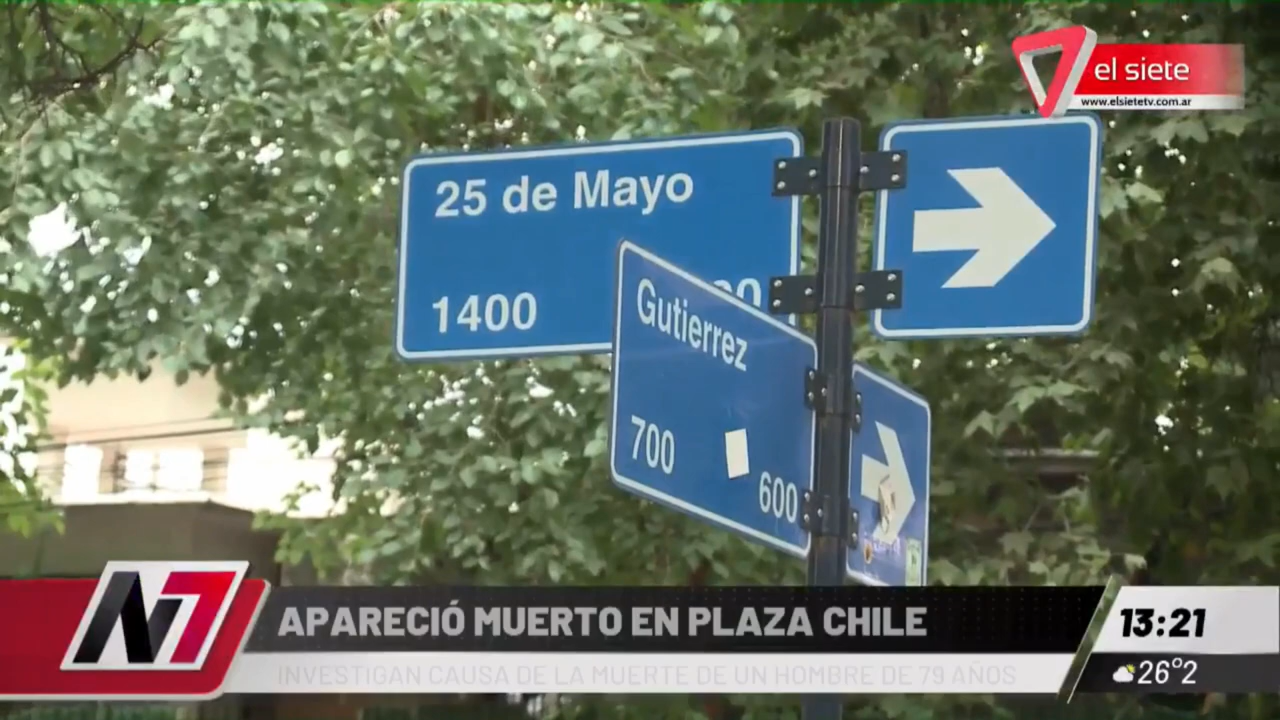 el siete
www.elsietetv.com.ar
25 de Mayo
1400
Gutierrez
700
600
N7
APARECIÓ MUERTO EN PLAZA CHILE
INVESTIGAN CAUSA DE LA MUERTE DE UN HOMBRE DE 79 AÑOS
13:21
26°2